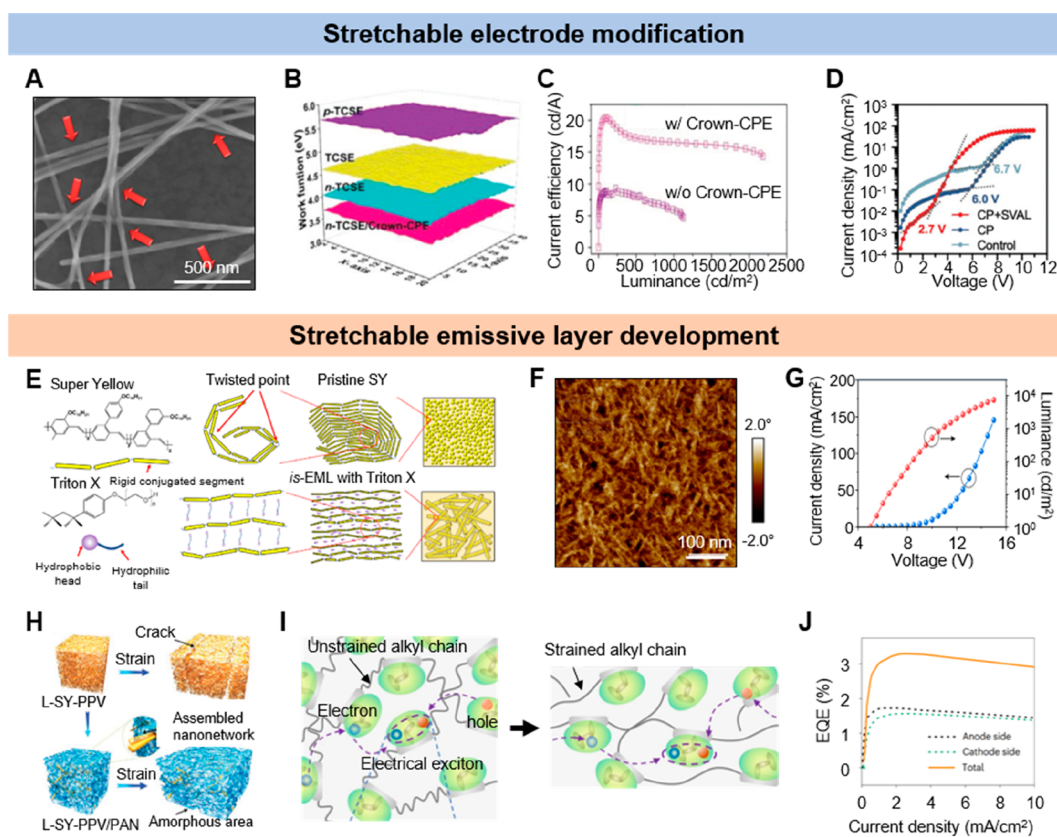 Stretchable electrode modification
A
500 nm
B
6.0
5.5
5.0
4.5
4.0
3.5
3.0
Work funtion (eV)
p-TCSE
TCSE
n-TCSE
n-TCSE/Crown-CPE
X-axis
Y-axis
C
Current efficiency (cd/A)
20
15
10
5
0
w/ Crown-CPE
w/o Crown-CPE
0 500 1000 1500 2000 2500
Luminance (cd/m²)
D
Current density (mA/cm²)
10³
10²
10¹
10⁰
10⁻¹
10⁻²
10⁻³
10⁻⁴
6.7 V
6.0 V
2.7 V
CP+SVAL
CP
Control
0 2 4 6 8 10 12
Voltage (V)
Stretchable emissive layer development
E
Super Yellow
Twisted point
Pristine SY
Rigid conjugated segment
Triton X
is-EML with Triton X
Hydrophobic
head
Hydrophilic
tail
F
2.0°
-2.0°
100 nm
G
Current density (mA/cm²)
200
150
100
50
0
10⁴
10³
10²
10¹
10⁰
Luminance (cd/m²)
6 9 12 15
Voltage (V)
H
Crack
Strain
L-SY-PPV
Assembled
nanonetwork
Strain
L-SY-PPV/PAN
Amorphous area
I
Unstrained alkyl chain
Electron
hole
Electrical exciton
Strained alkyl chain
J
EQE (%)
3
2
1
0
Anode side
Cathode side
Total
0 2 4 6 8 10
Current density (mA/cm²)